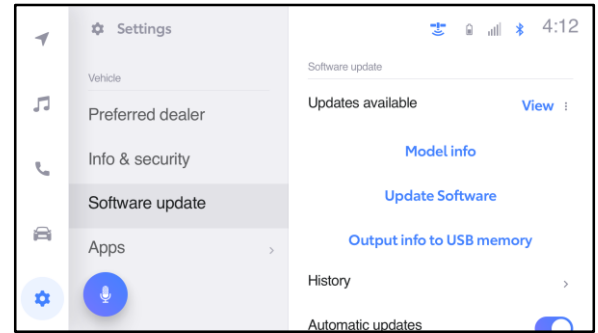 Settings
4:12
Vehicle
Preferred dealer
Info & security
Software update
Apps
Software update
Updates available
View
Model info
Update Software
Output info to USB memory
History
Automatic updates